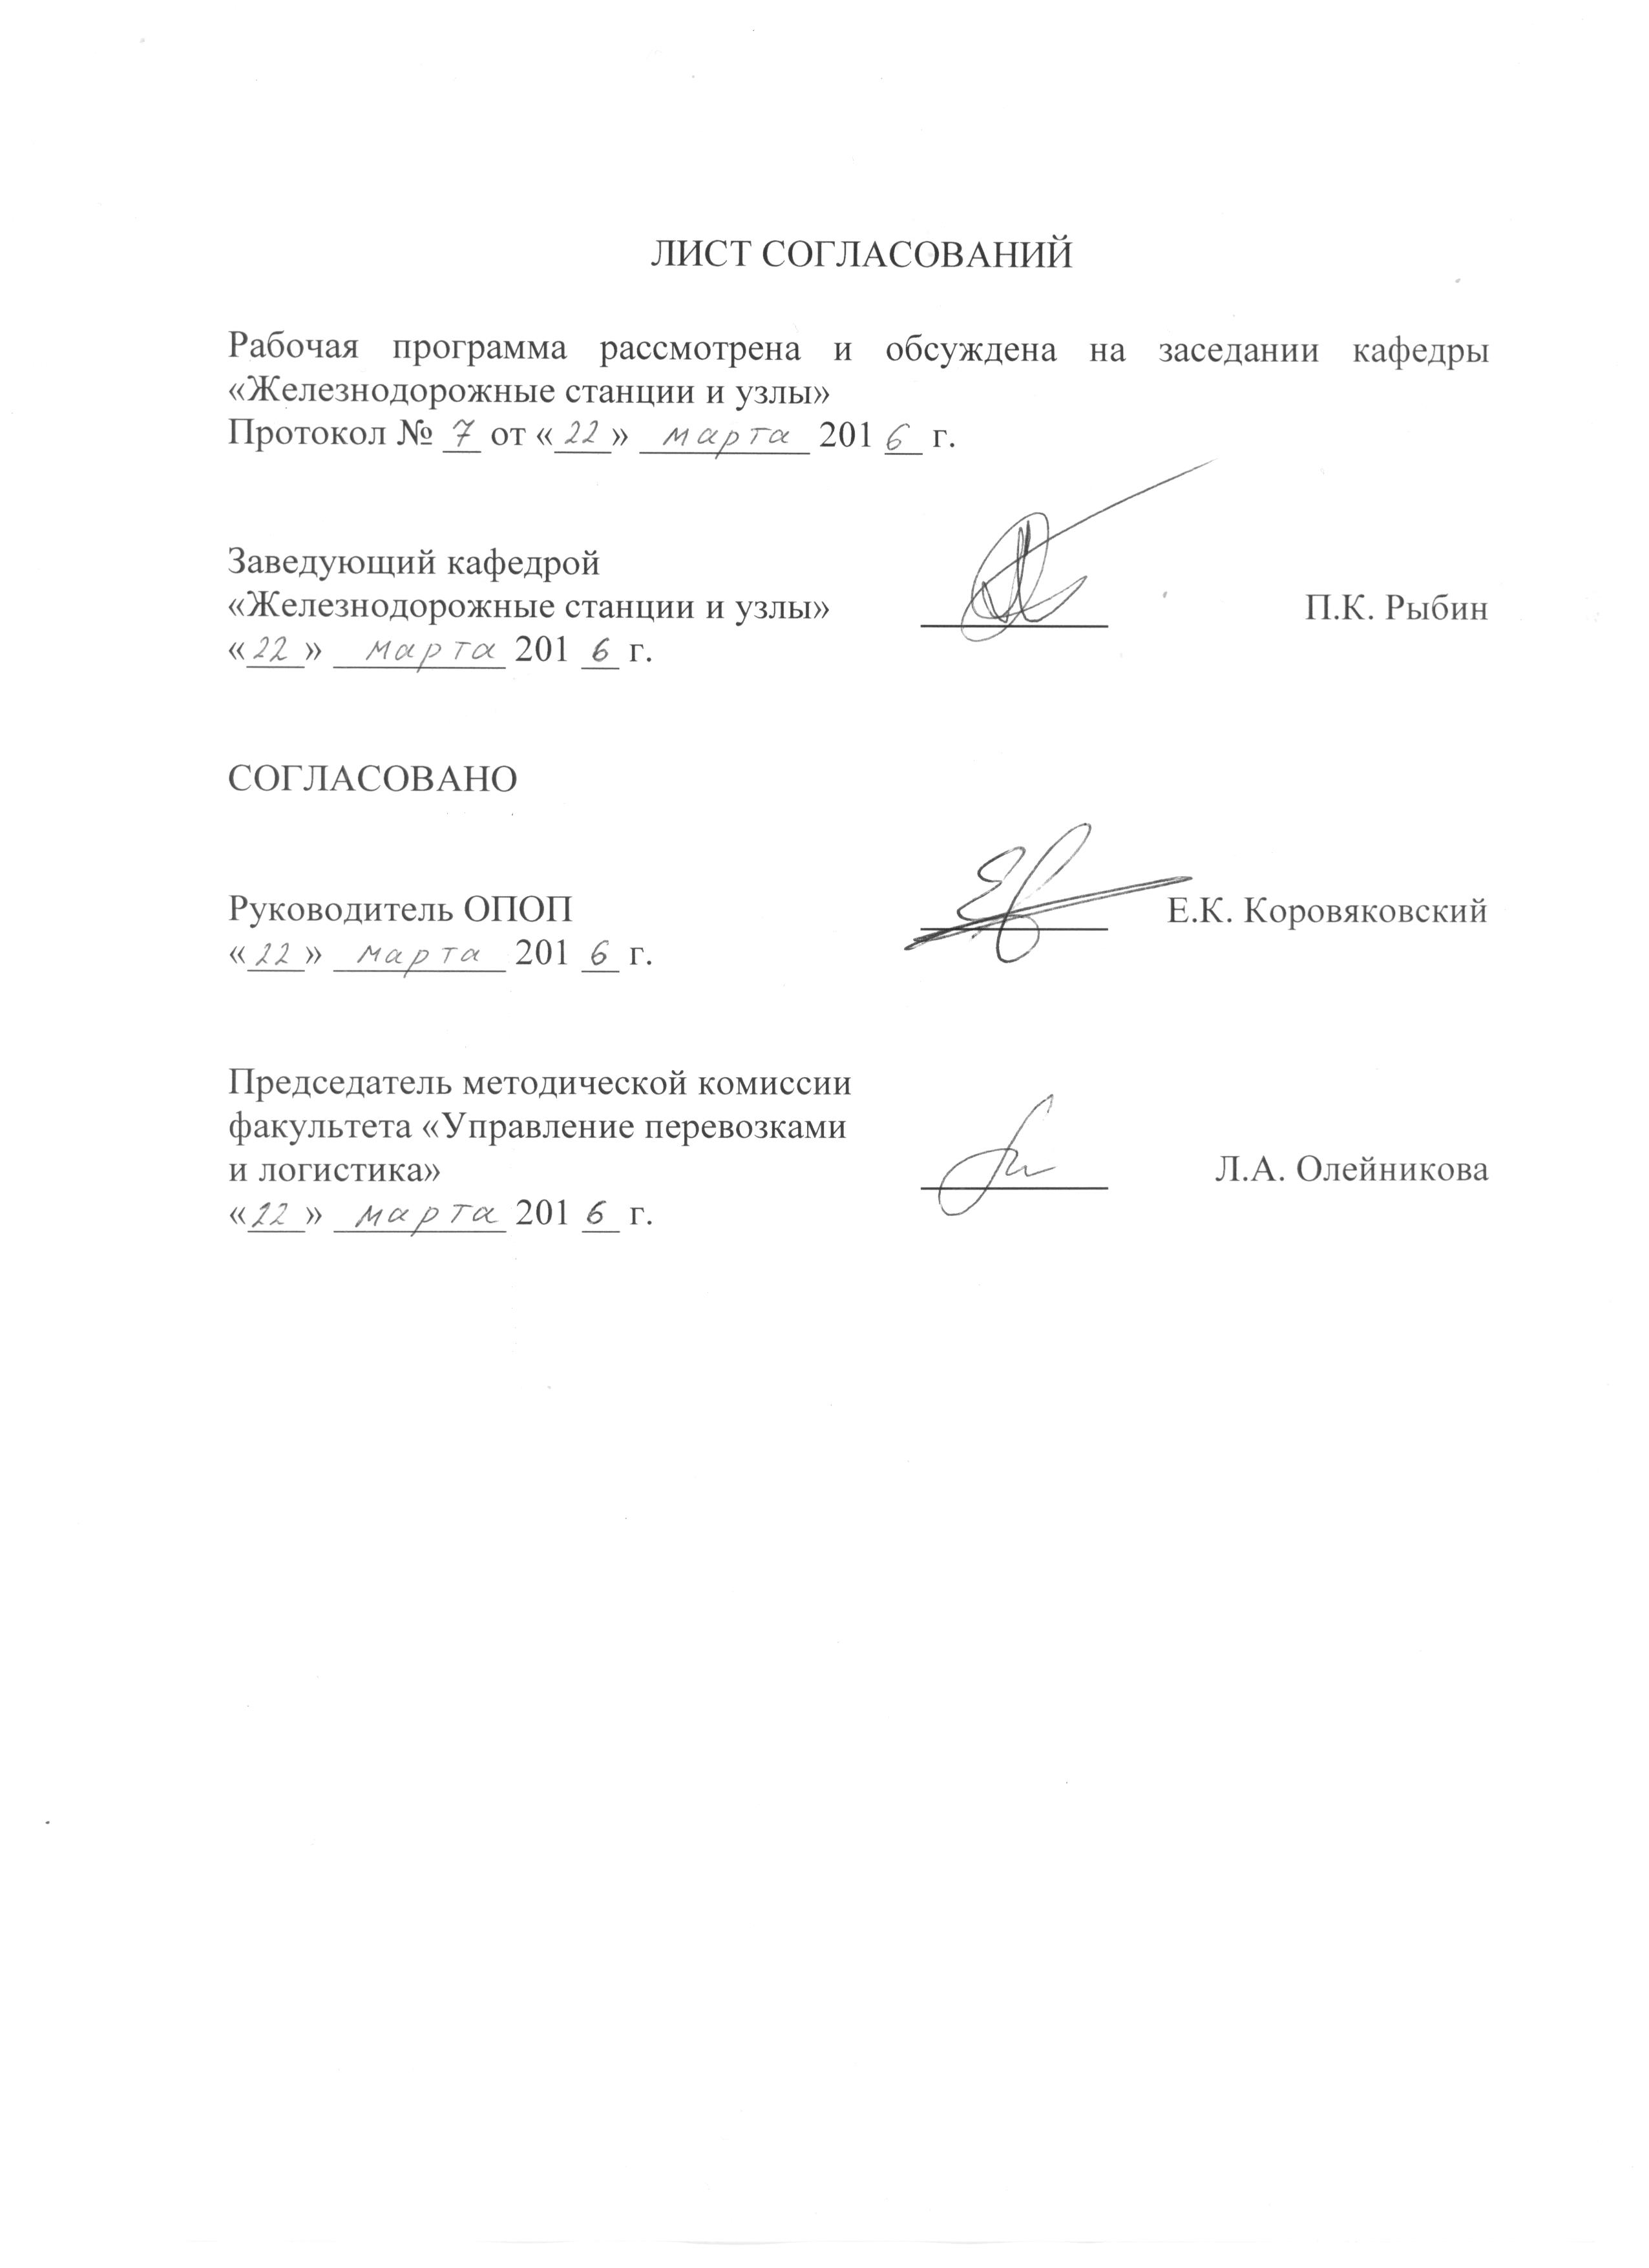 ЛИСТ СОГЛАСОВАНИЙ
Рабочая программа рассмотрена и обсуждена на заседании кафедры
«Железнодорожные станции и узлы»
Протокол № 7 от «22» марта 2016 г.
Заведующий кафедрой
«Железнодорожные станции и узлы» П.К. Рыбин
«22» марта 2016 г.
СОГЛАСОВАНО
Руководитель ОПОП Е.К. Коровяковский
«22» марта 2016 г.
Председатель методической комиссии
факультета «Управление перевозками
и логистика» Л.А. Олейникова
«22» марта 2016 г.